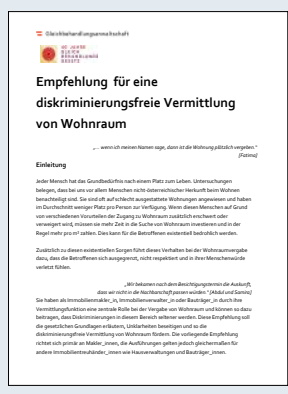 Gleichbehandlungsanwaltschaft
40 JAHRE
GLEICH
BEHANDLUNGS
GESETZ
Empfehlung für eine
diskriminierungsfreie Vermittlung
von Wohnraum
„... wenn ich meinen Namen sage, dann ist die Wohnung plötzlich vergeben.“
[Fatima]
Einleitung
Jeder Mensch hat das Grundbedürfnis nach einem Platz zum Leben. Untersuchungen
belegen, dass bei uns vor allem Menschen nicht-österreichischer Herkunft beim Wohnen
benachteiligt sind. Sie sind oft auf schlecht ausgestattete Wohnungen angewiesen und haben
im Durchschnitt weniger Platz pro Person zur Verfügung. Wenn diesen Menschen auf Grund
von verschiedenen Vorurteilen der Zugang zu Wohnraum zusätzlich erschwert oder
verweigert wird, müssen sie mehr Zeit in die Suche von Wohnraum investieren und in der
Regel mehr pro m² zahlen. Dies kann für die Betroffenen existentiell bedrohlich werden.
Zusätzlich zu diesen existentiellen Sorgen führt dieses Verhalten bei der Wohnraumvergabe
dazu, dass die Betroffenen sich ausgegrenzt, nicht respektiert und in ihrer Menschenwürde
verletzt fühlen.
„Wir bekamen nach dem Besichtigungstermin die Auskunft,
dass wir nicht in die Nachbarschaft passen würden.“ [Abdul und Samira]
Sie haben als Immobilienmakler_in, Immobilienverwalter_in oder Bauträger_in durch ihre
Vermittlungsfunktion eine zentrale Rolle bei der Vergabe von Wohnraum und können so dazu
beitragen, dass Diskriminierungen in diesem Bereich seltener werden. Diese Empfehlung soll
die gesetzlichen Grundlagen erläutern, Unklarheiten beseitigen und so die
diskriminierungsfreie Vermittlung von Wohnraum fördern. Die vorliegende Empfehlung
richtet sich primär an Makler_innen, die Ausführungen gelten jedoch gleichermaßen für
andere Immobilientreuhänder_innen wie Hausverwaltungen und Bauträger_innen.